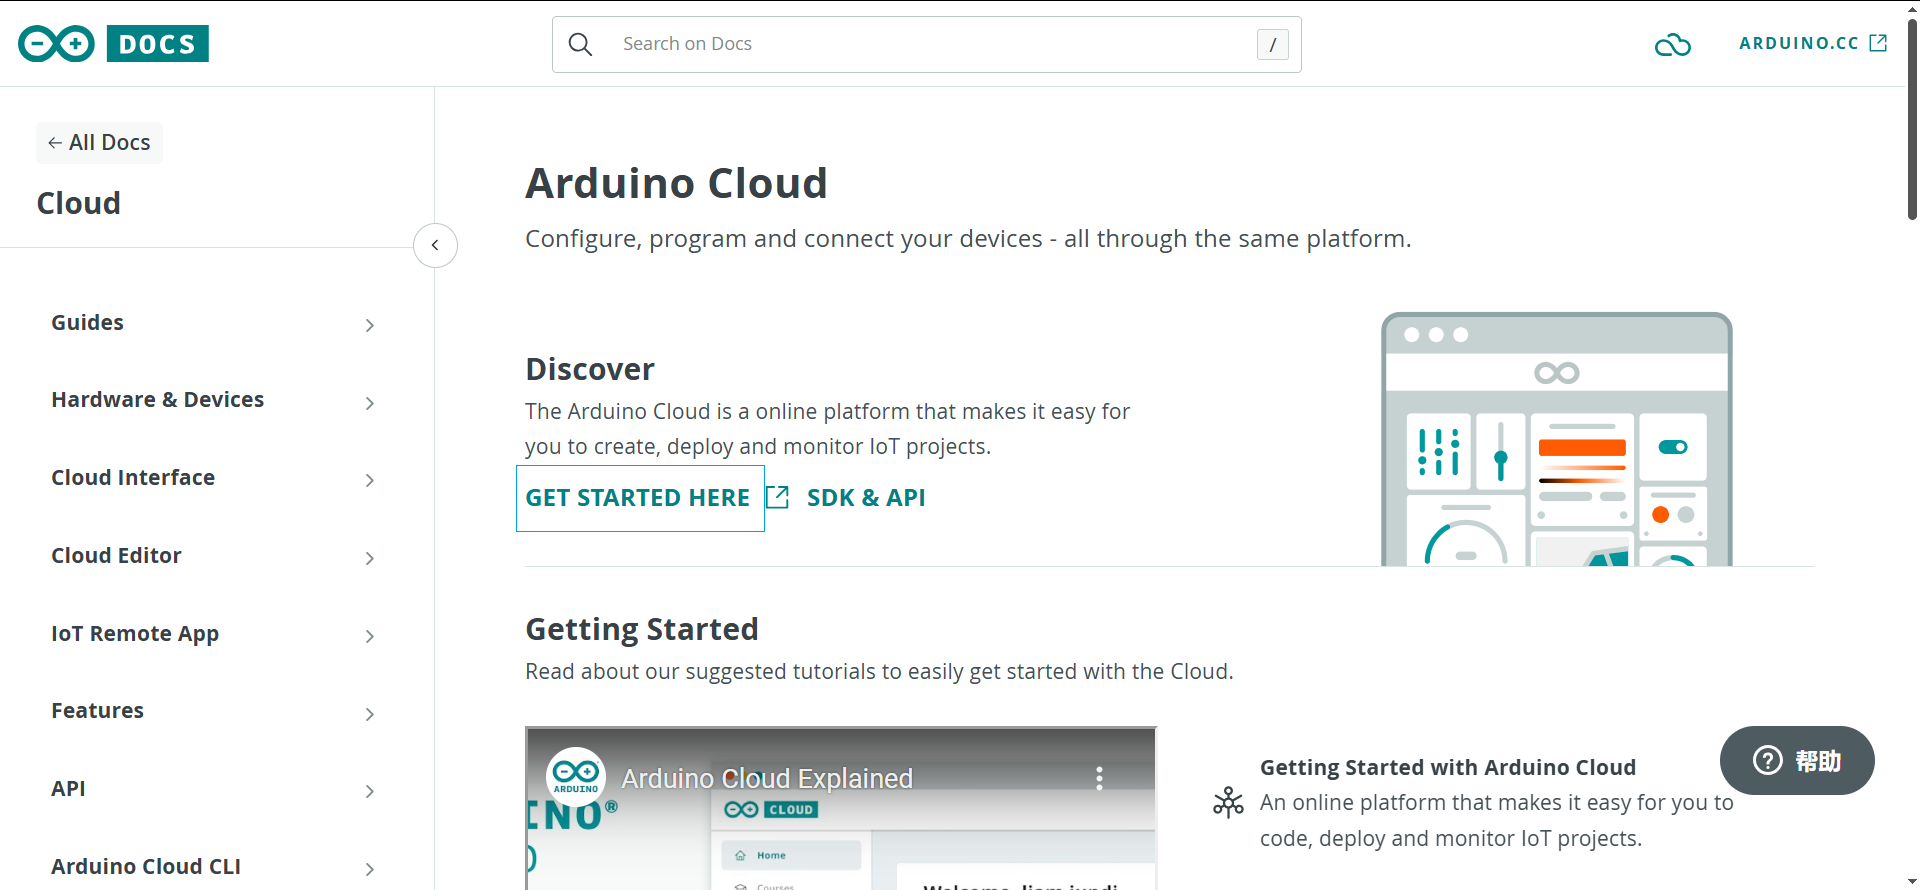 DOCS
Search on Docs
/
ARDUINO.CC
← All Docs
Cloud
Guides
Hardware & Devices
Cloud Interface
Cloud Editor
IoT Remote App
Features
API
Arduino Cloud CLI
Arduino Cloud
Configure, program and connect your devices - all through the same platform.
Discover
The Arduino Cloud is a online platform that makes it easy for
you to create, deploy and monitor IoT projects.
GET STARTED HERE
SDK & API
Getting Started
Read about our suggested tutorials to easily get started with the Cloud.
ARDUINO
Arduino Cloud Explained
INO®
CLOUD
Home
Courses
Getting Started with Arduino Cloud
An online platform that makes it easy for you to
code, deploy and monitor IoT projects.
帮助